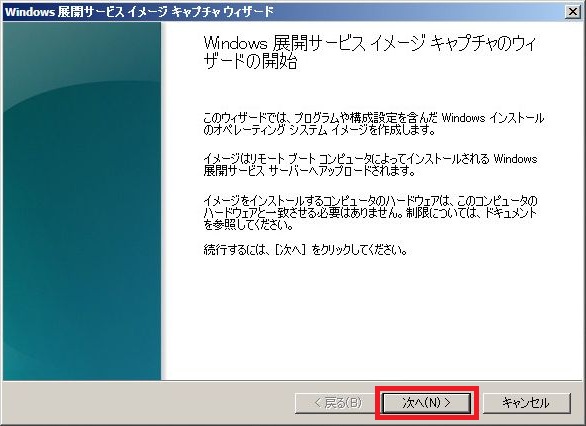 Windows 展開サービス イメージ キャプチャ ウィザード
Windows 展開サービス イメージ キャプチャのウィ
ザードの開始
このウィザードでは、プログラムや構成設定を含んだ Windows インストール
のオペレーティング システム イメージを作成します。
イメージはリモート ブート コンピュータによってインストールされる Windows
展開サービス サーバーへアップロードされます。
イメージをインストールするコンピュータのハードウェアは、このコンピュータの
ハードウェアと一致させる必要はありません。制限については、ドキュメント
を参照してください。
続行するには、[次へ] をクリックしてください。
< 戻る(B)
次へ(N) >
キャンセル